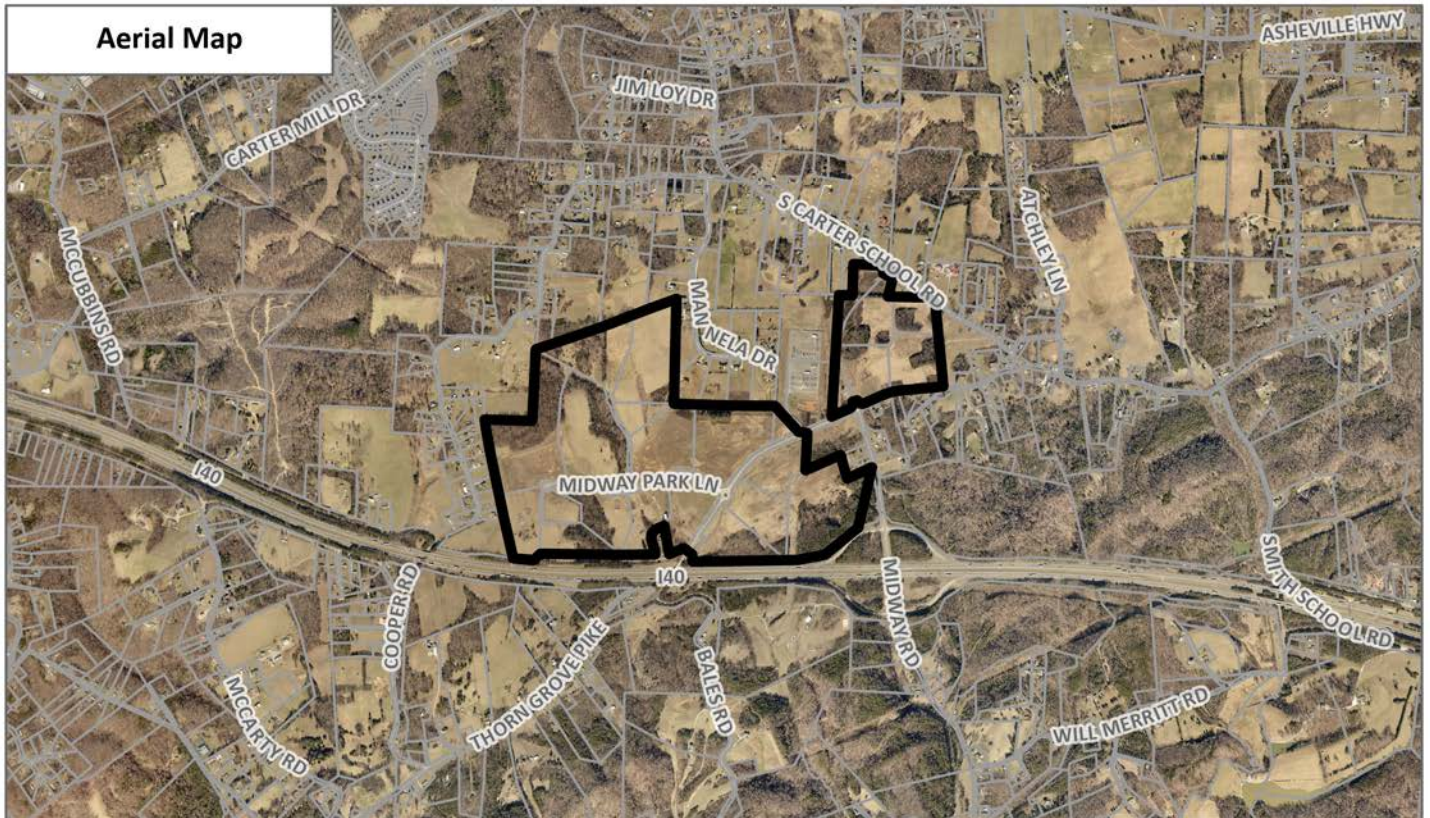 Aerial Map
ASHEVILLE HWY
JIM LOY DR
CARTER MILL DR
S CARTER SCHOOL RD
ATCHLEY LN
MCCUBBINS RD
MAN NELA DR
I40
MIDWAY PARK LN
I40
SMITH SCHOOL RD
COOPER RD
MIDWAY RD
THORN GROVE PIKE
BALES RD
MCCARTY RD
WILL MERRITT RD